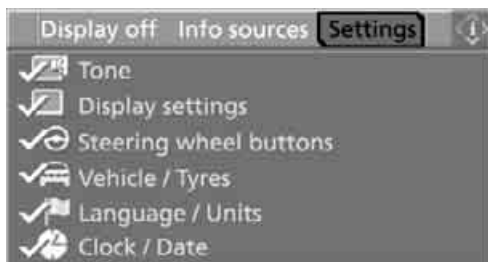 Display off Info sources Settings i
Tone
Display settings
Steering wheel buttons
Vehicle / Tyres
Language / Units
Clock / Date